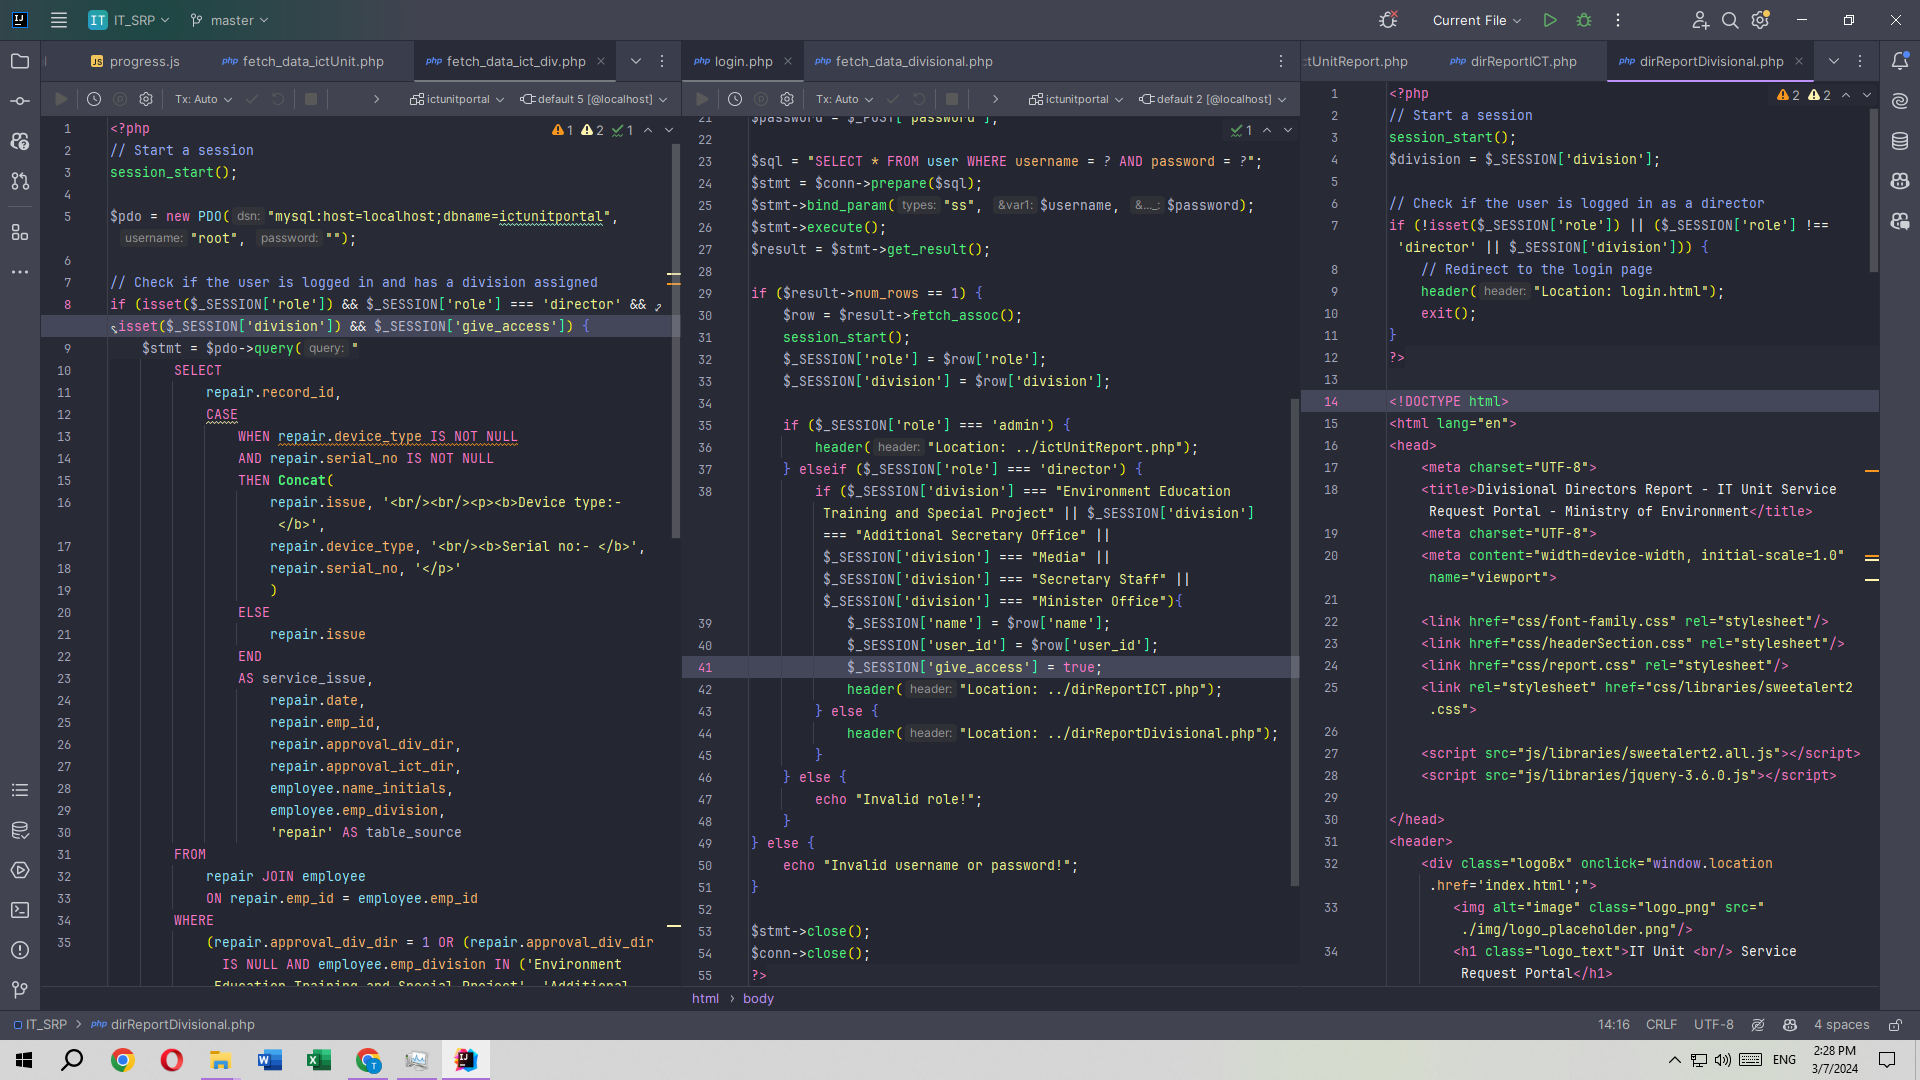 IT IT_SRP master Current File
progress.js fetch_data_ictUnit.php fetch_data_ict_div.php
Tx: Auto ictunitportal default 5 [@localhost]
1 2 1
1 <?php
2 // Start a session
3 session_start();
4
5 $pdo = new PDO( dsn: "mysql:host=localhost;dbname=ictunitportal",
username: "root", password: "");
6
7 // Check if the user is logged in and has a division assigned
8 if (isset($_SESSION['role']) && $_SESSION['role'] === 'director' &&
isset($_SESSION['division']) && $_SESSION['give_access']) {
9 $stmt = $pdo->query( query: "
10 SELECT
11 repair.record_id,
12 CASE
13 WHEN repair.device_type IS NOT NULL
14 AND repair.serial_no IS NOT NULL
15 THEN Concat(
16 repair.issue, '<br/><br/><p><b>Device type:-
</b>',
17 repair.device_type, '<br/><b>Serial no:- </b>',
18 repair.serial_no, '</p>'
19 )
20 ELSE
21 repair.issue
22 END
23 AS service_issue,
24 repair.date,
25 repair.emp_id,
26 repair.approval_div_dir,
27 repair.approval_ict_dir,
28 employee.name_initials,
29 employee.emp_division,
30 'repair' AS table_source
31 FROM
32 repair JOIN employee
33 ON repair.emp_id = employee.emp_id
34 WHERE
35 (repair.approval_div_dir = 1 OR (repair.approval_div_dir
IS NULL AND employee.emp_division IN ('Environment
Education Training and Special Project', 'Additional
login.php fetch_data_divisional.php
Tx: Auto ictunitportal default 2 [@localhost]
1
21 $password = $_POST['password'];
22
23 $sql = "SELECT * FROM user WHERE username = ? AND password = ?";
24 $stmt = $conn->prepare($sql);
25 $stmt->bind_param( types: "ss", &var1: $username, &..._: $password);
26 $stmt->execute();
27 $result = $stmt->get_result();
28
29 if ($result->num_rows == 1) {
30 $row = $result->fetch_assoc();
31 session_start();
32 $_SESSION['role'] = $row['role'];
33 $_SESSION['division'] = $row['division'];
34
35 if ($_SESSION['role'] === 'admin') {
36 header( header: "Location: ../ictUnitReport.php");
37 } elseif ($_SESSION['role'] === 'director') {
38 if ($_SESSION['division'] === "Environment Education
Training and Special Project" || $_SESSION['division']
=== "Additional Secretary Office" ||
$_SESSION['division'] === "Media" ||
$_SESSION['division'] === "Secretary Staff" ||
$_SESSION['division'] === "Minister Office"){
39 $_SESSION['name'] = $row['name'];
40 $_SESSION['user_id'] = $row['user_id'];
41 $_SESSION['give_access'] = true;
42 header( header: "Location: ../dirReportICT.php");
43 } else {
44 header( header: "Location: ../dirReportDivisional.php");
45 }
46 } else {
47 echo "Invalid role!";
48 }
49 } else {
50 echo "Invalid username or password!";
51 }
52
53 $stmt->close();
54 $conn->close();
55 ?>
ctUnitReport.php dirReportICT.php dirReportDivisional.php
2 2
1 <?php
2 // Start a session
3 session_start();
4 $division = $_SESSION['division'];
5
6 // Check if the user is logged in as a director
7 if (!isset($_SESSION['role']) || ($_SESSION['role'] !==
'director' || $_SESSION['division'])) {
8 // Redirect to the login page
9 header( header: "Location: login.html");
10 exit();
11 }
12 ?>
13
14 <!DOCTYPE html>
15 <html lang="en">
16 <head>
17 <meta charset="UTF-8">
18 <title>Divisional Directors Report - IT Unit Service
Request Portal - Ministry of Environment</title>
19 <meta charset="UTF-8">
20 <meta content="width=device-width, initial-scale=1.0"
name="viewport">
21
22 <link href="css/font-family.css" rel="stylesheet"/>
23 <link href="css/headerSection.css" rel="stylesheet"/>
24 <link href="css/report.css" rel="stylesheet"/>
25 <link rel="stylesheet" href="css/libraries/sweetalert2
.css">
26
27 <script src="js/libraries/sweetalert2.all.js"></script>
28 <script src="js/libraries/jquery-3.6.0.js"></script>
29
30 </head>
31 <header>
32 <div class="logoBx" onclick="window.location
.href='index.html';">
33 <img alt="image" class="logo_png" src="
./img/logo_placeholder.png"/>
34 <h1 class="logo_text">IT Unit <br/> Service
Request Portal</h1>
html › body
IT_SRP › dirReportDivisional.php 14:16 CRLF UTF-8 4 spaces
ENG 2:28 PM
3/7/2024